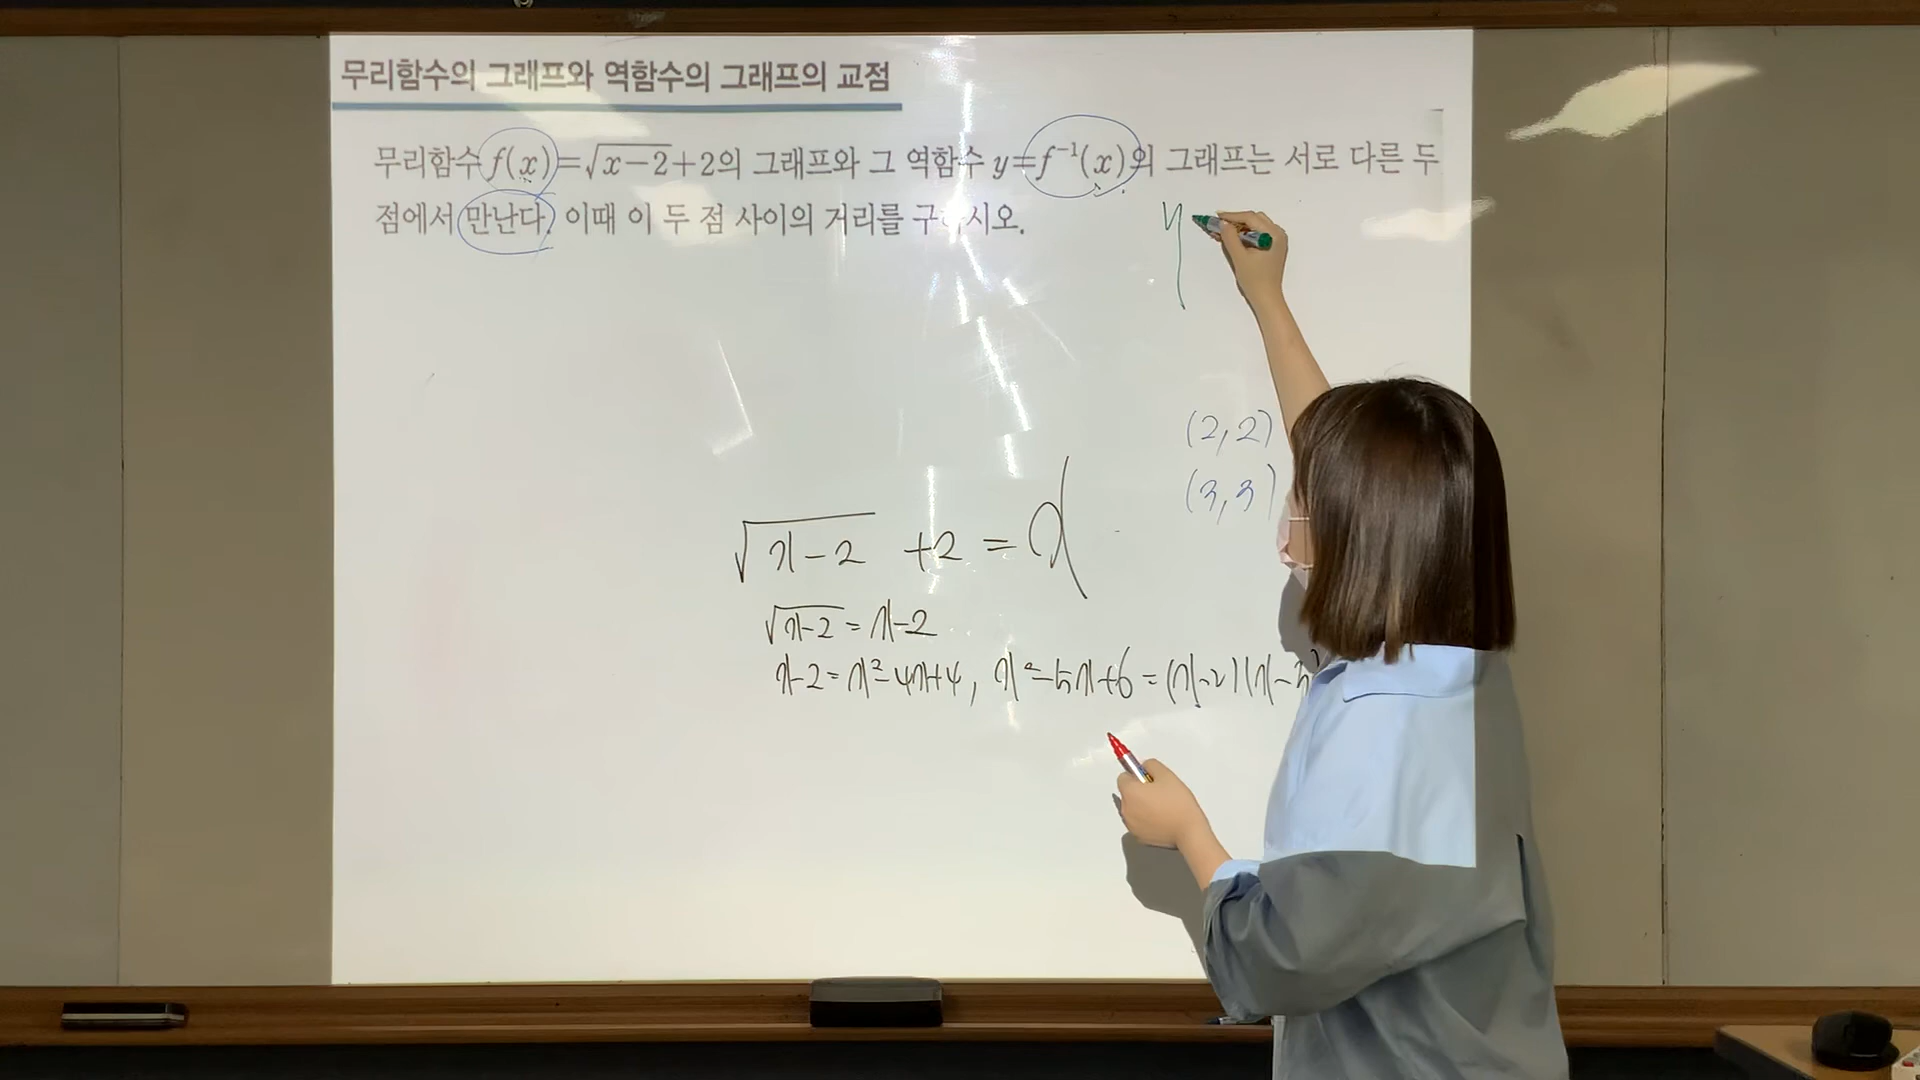 무리함수의 그래프와 역함수의 그래프의 교점
무리함수 f(x)=√(x-2)+2의 그래프와 그 역함수 y=f⁻¹(x)의 그래프는 서로 다른 두
점에서 만난다. 이때 이 두 점 사이의 거리를 시오.
y
(2, 2)
(3, 3)
√(x-2) +2 = x
√(x-2) = x-2
x-2 = x²-4x+4, x²-5x+6 = (x-2)(x-3)